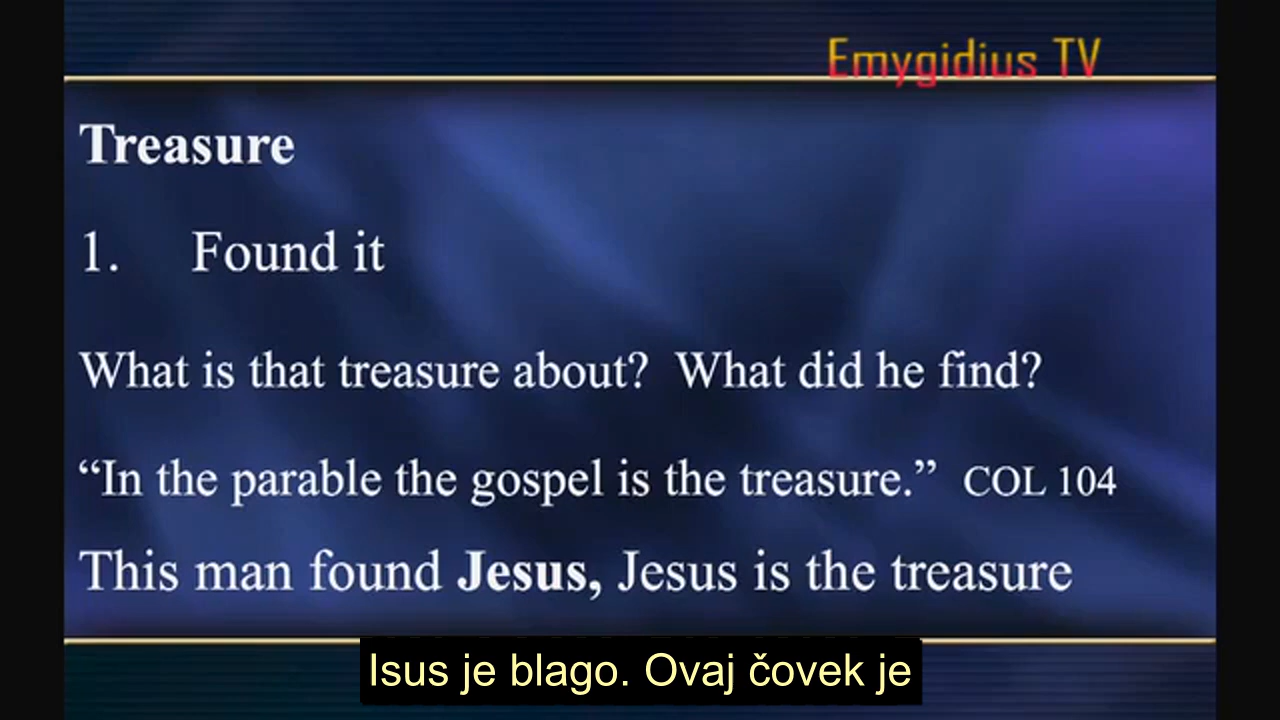 Emygidius TV
Treasure
1. Found it
What is that treasure about? What did he find?
“In the parable the gospel is the treasure.” COL 104
This man found Jesus, Jesus is the treasure
Isus je blago. Ovaj čovek je